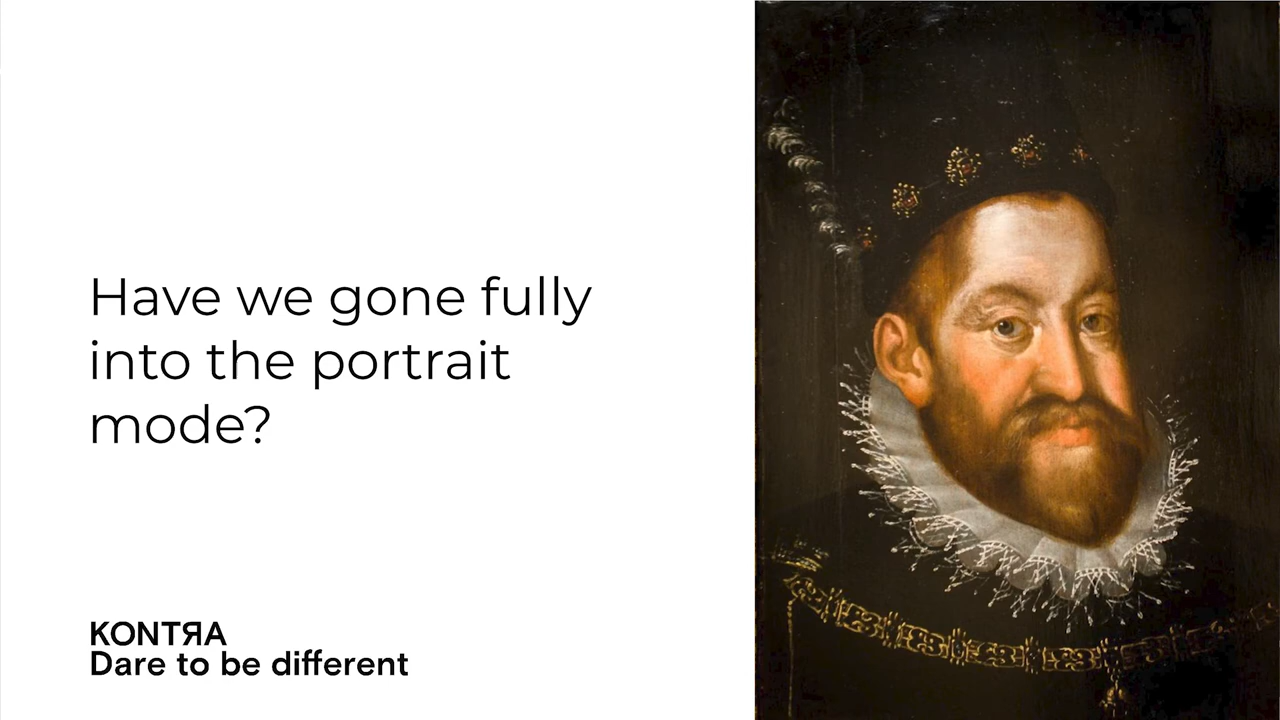 Have we gone fully
into the portrait
mode?
KONTЯA
Dare to be different